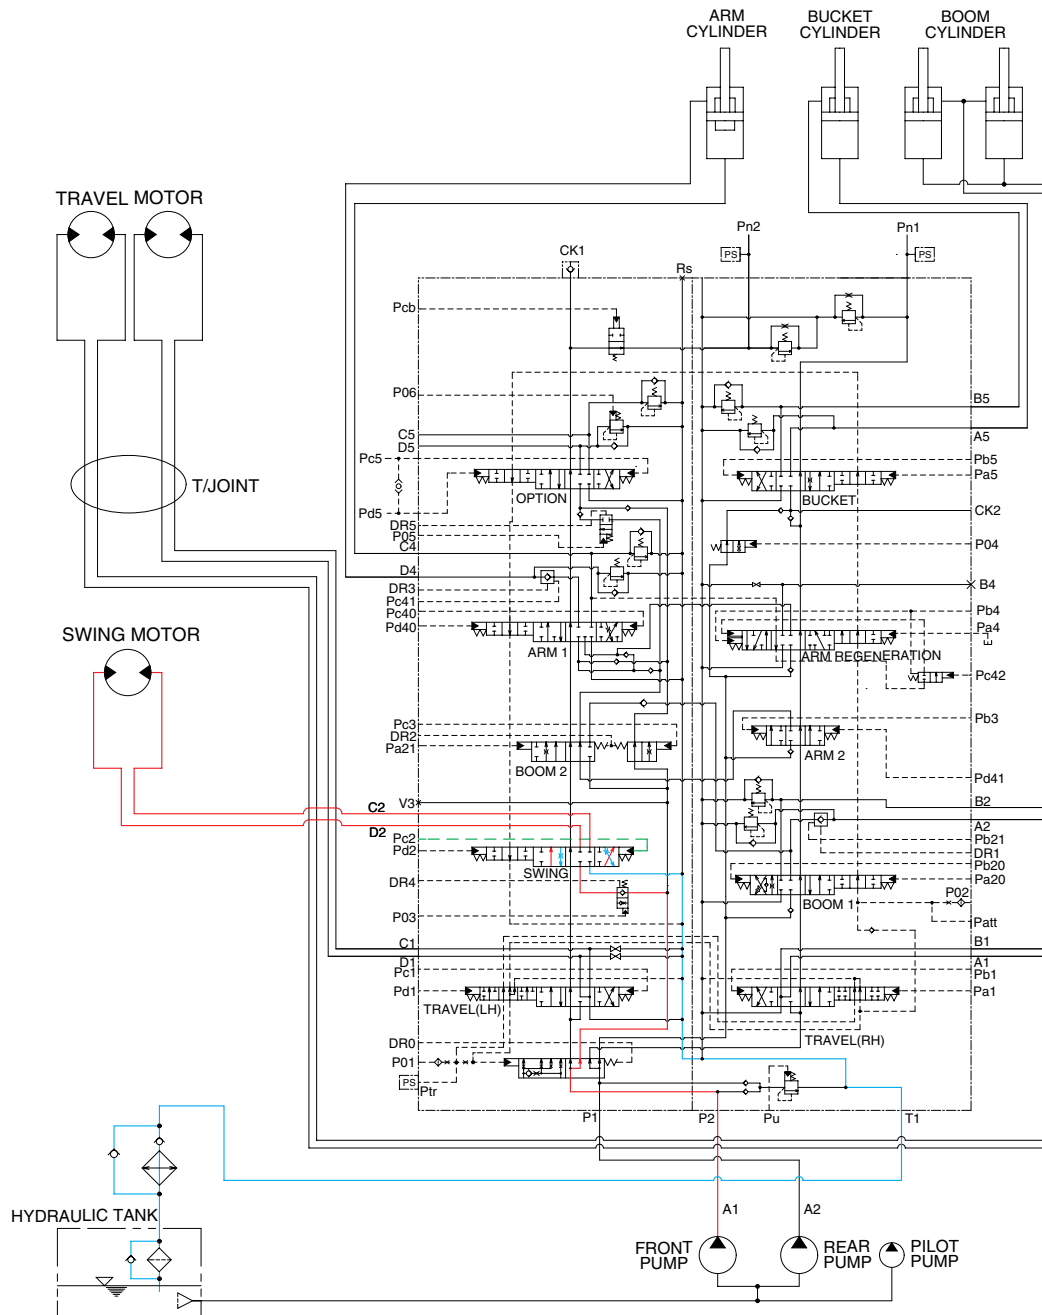 ARM
CYLINDER
BUCKET
CYLINDER
BOOM
CYLINDER
TRAVEL MOTOR
Pn2
Pn1
PS
PS
CK1
Rs
Pcb
P06
B5
C5
D5
A5
Pc5
Pb5
Pa5
T/JOINT
OPTION
BUCKET
Pd5
CK2
DR5
P05
C4
P04
D4
DR3
B4
Pc41
Pc40
Pb4
Pd40
Pa4
E
SWING MOTOR
ARM 1
ARM REGENERATION
Pc42
Pc3
Pb3
DR2
Pa21
BOOM 2
ARM 2
Pd41
C2
V3
B2
D2
A2
Pc2
Pb21
Pd2
DR1
Pb20
SWING
Pa20
DR4
BOOM 1
P02
P03
Patt
C1
B1
D1
A1
Pc1
Pb1
Pd1
Pa1
TRAVEL(LH)
TRAVEL(RH)
DR0
P01
PS
Ptr
P1
P2
Pu
T1
HYDRAULIC TANK
A1
A2
FRONT
PUMP
REAR
PUMP
PILOT
PUMP